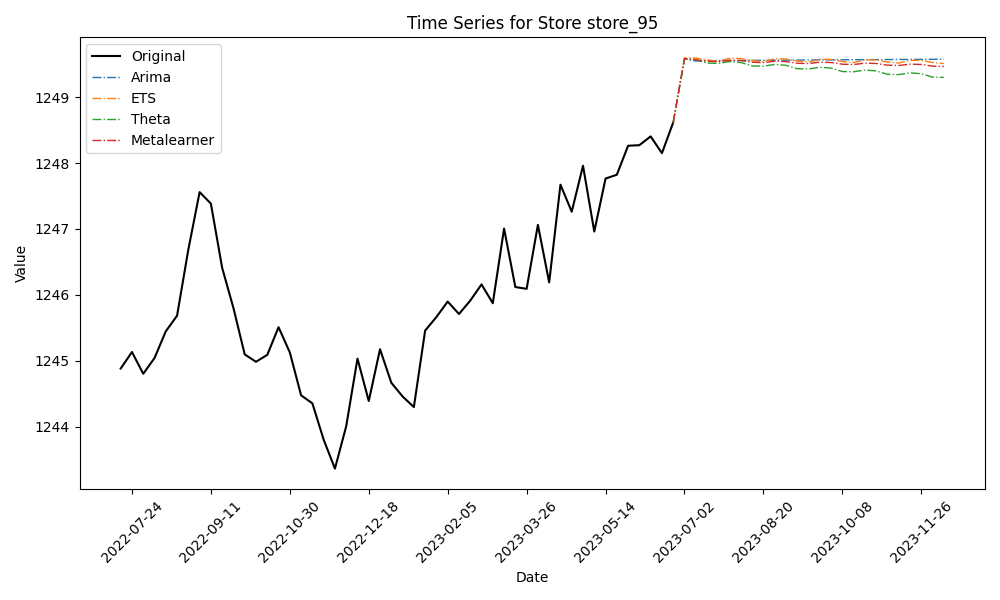 Time Series for Store store_95
Original
Arima
ETS
Theta
Metalearner
1249
1248
1247
1246
1245
1244
Value
2022-07-24
2022-09-11
2022-10-30
2022-12-18
2023-02-05
2023-03-26
2023-05-14
2023-07-02
2023-08-20
2023-10-08
2023-11-26
Date